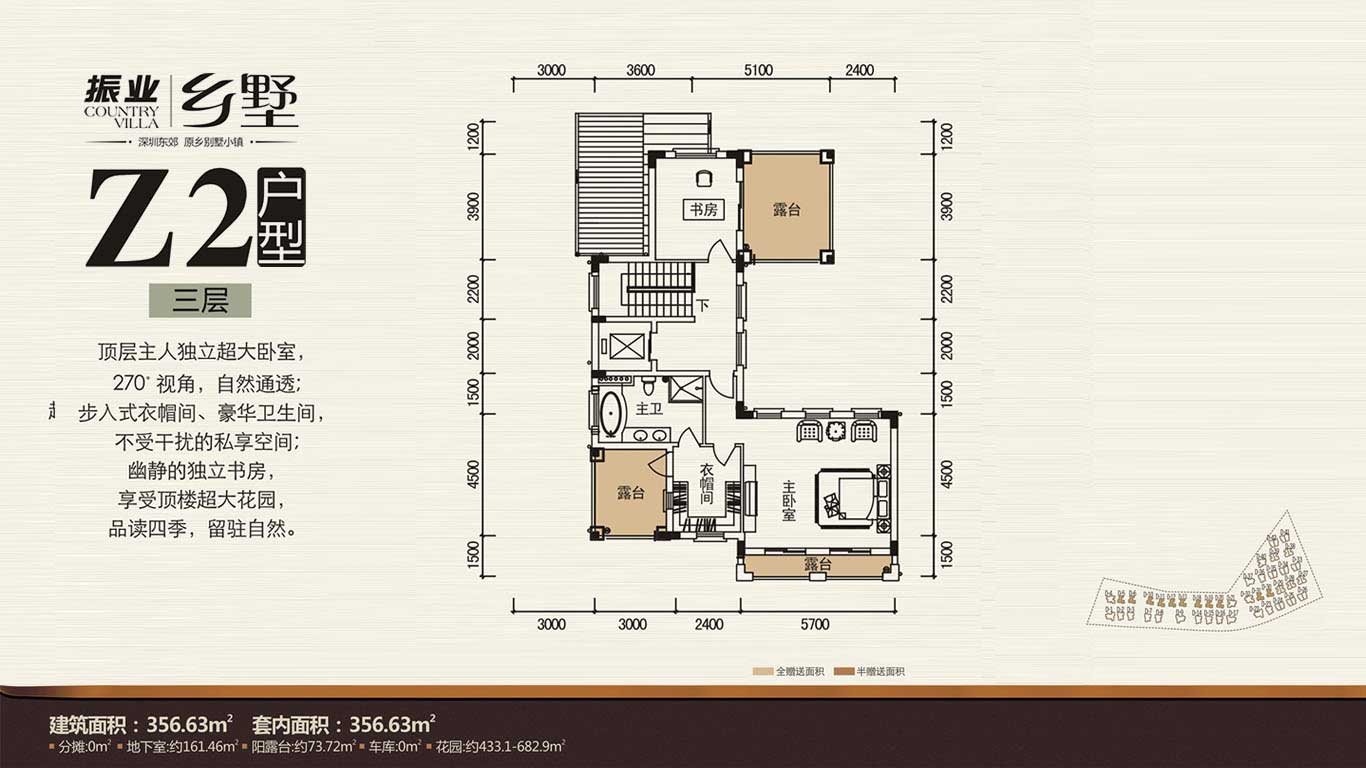 振业 乡墅
COUNTRY
VILLA
深圳东郊 原乡别墅小镇
Z2户型
三层
顶层主人独立超大卧室，
270°视角，自然通透；
步入式衣帽间、豪华卫生间，
不受干扰的私享空间；
幽静的独立书房，
享受顶楼超大花园，
品读四季，留驻自然。
3000 3600 5100 2400
1200 3900 2200 2000 1500 4500 1500
书房
露台
下
主卫
露台
衣帽间
主卧室
露台
1200 3900 2200 2000 1500 4500 1500
3000 3000 2400 5700
全赠送面积 半赠送面积
建筑面积：356.63㎡ 套内面积：356.63㎡
分摊:0㎡ 地下室:约161.46㎡ 阳露台:约73.72㎡ 车库:0㎡ 花园:约433.1-682.9㎡